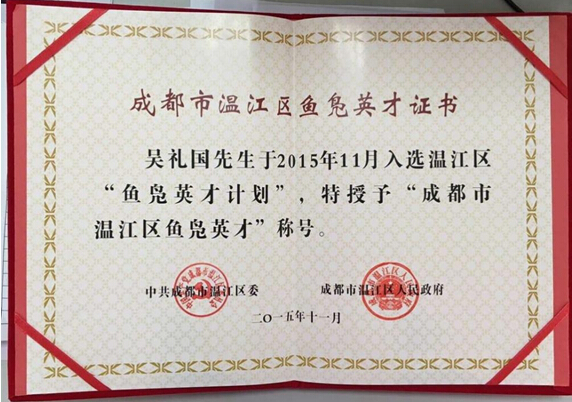 成都市温江区鱼凫英才证书
吴礼国先生于2015年11月入选温江区
“鱼凫英才计划”，特授予“成都市
温江区鱼凫英才”称号。
中共成都市温江区委 成都市温江区人民政府
二〇一五年十一月